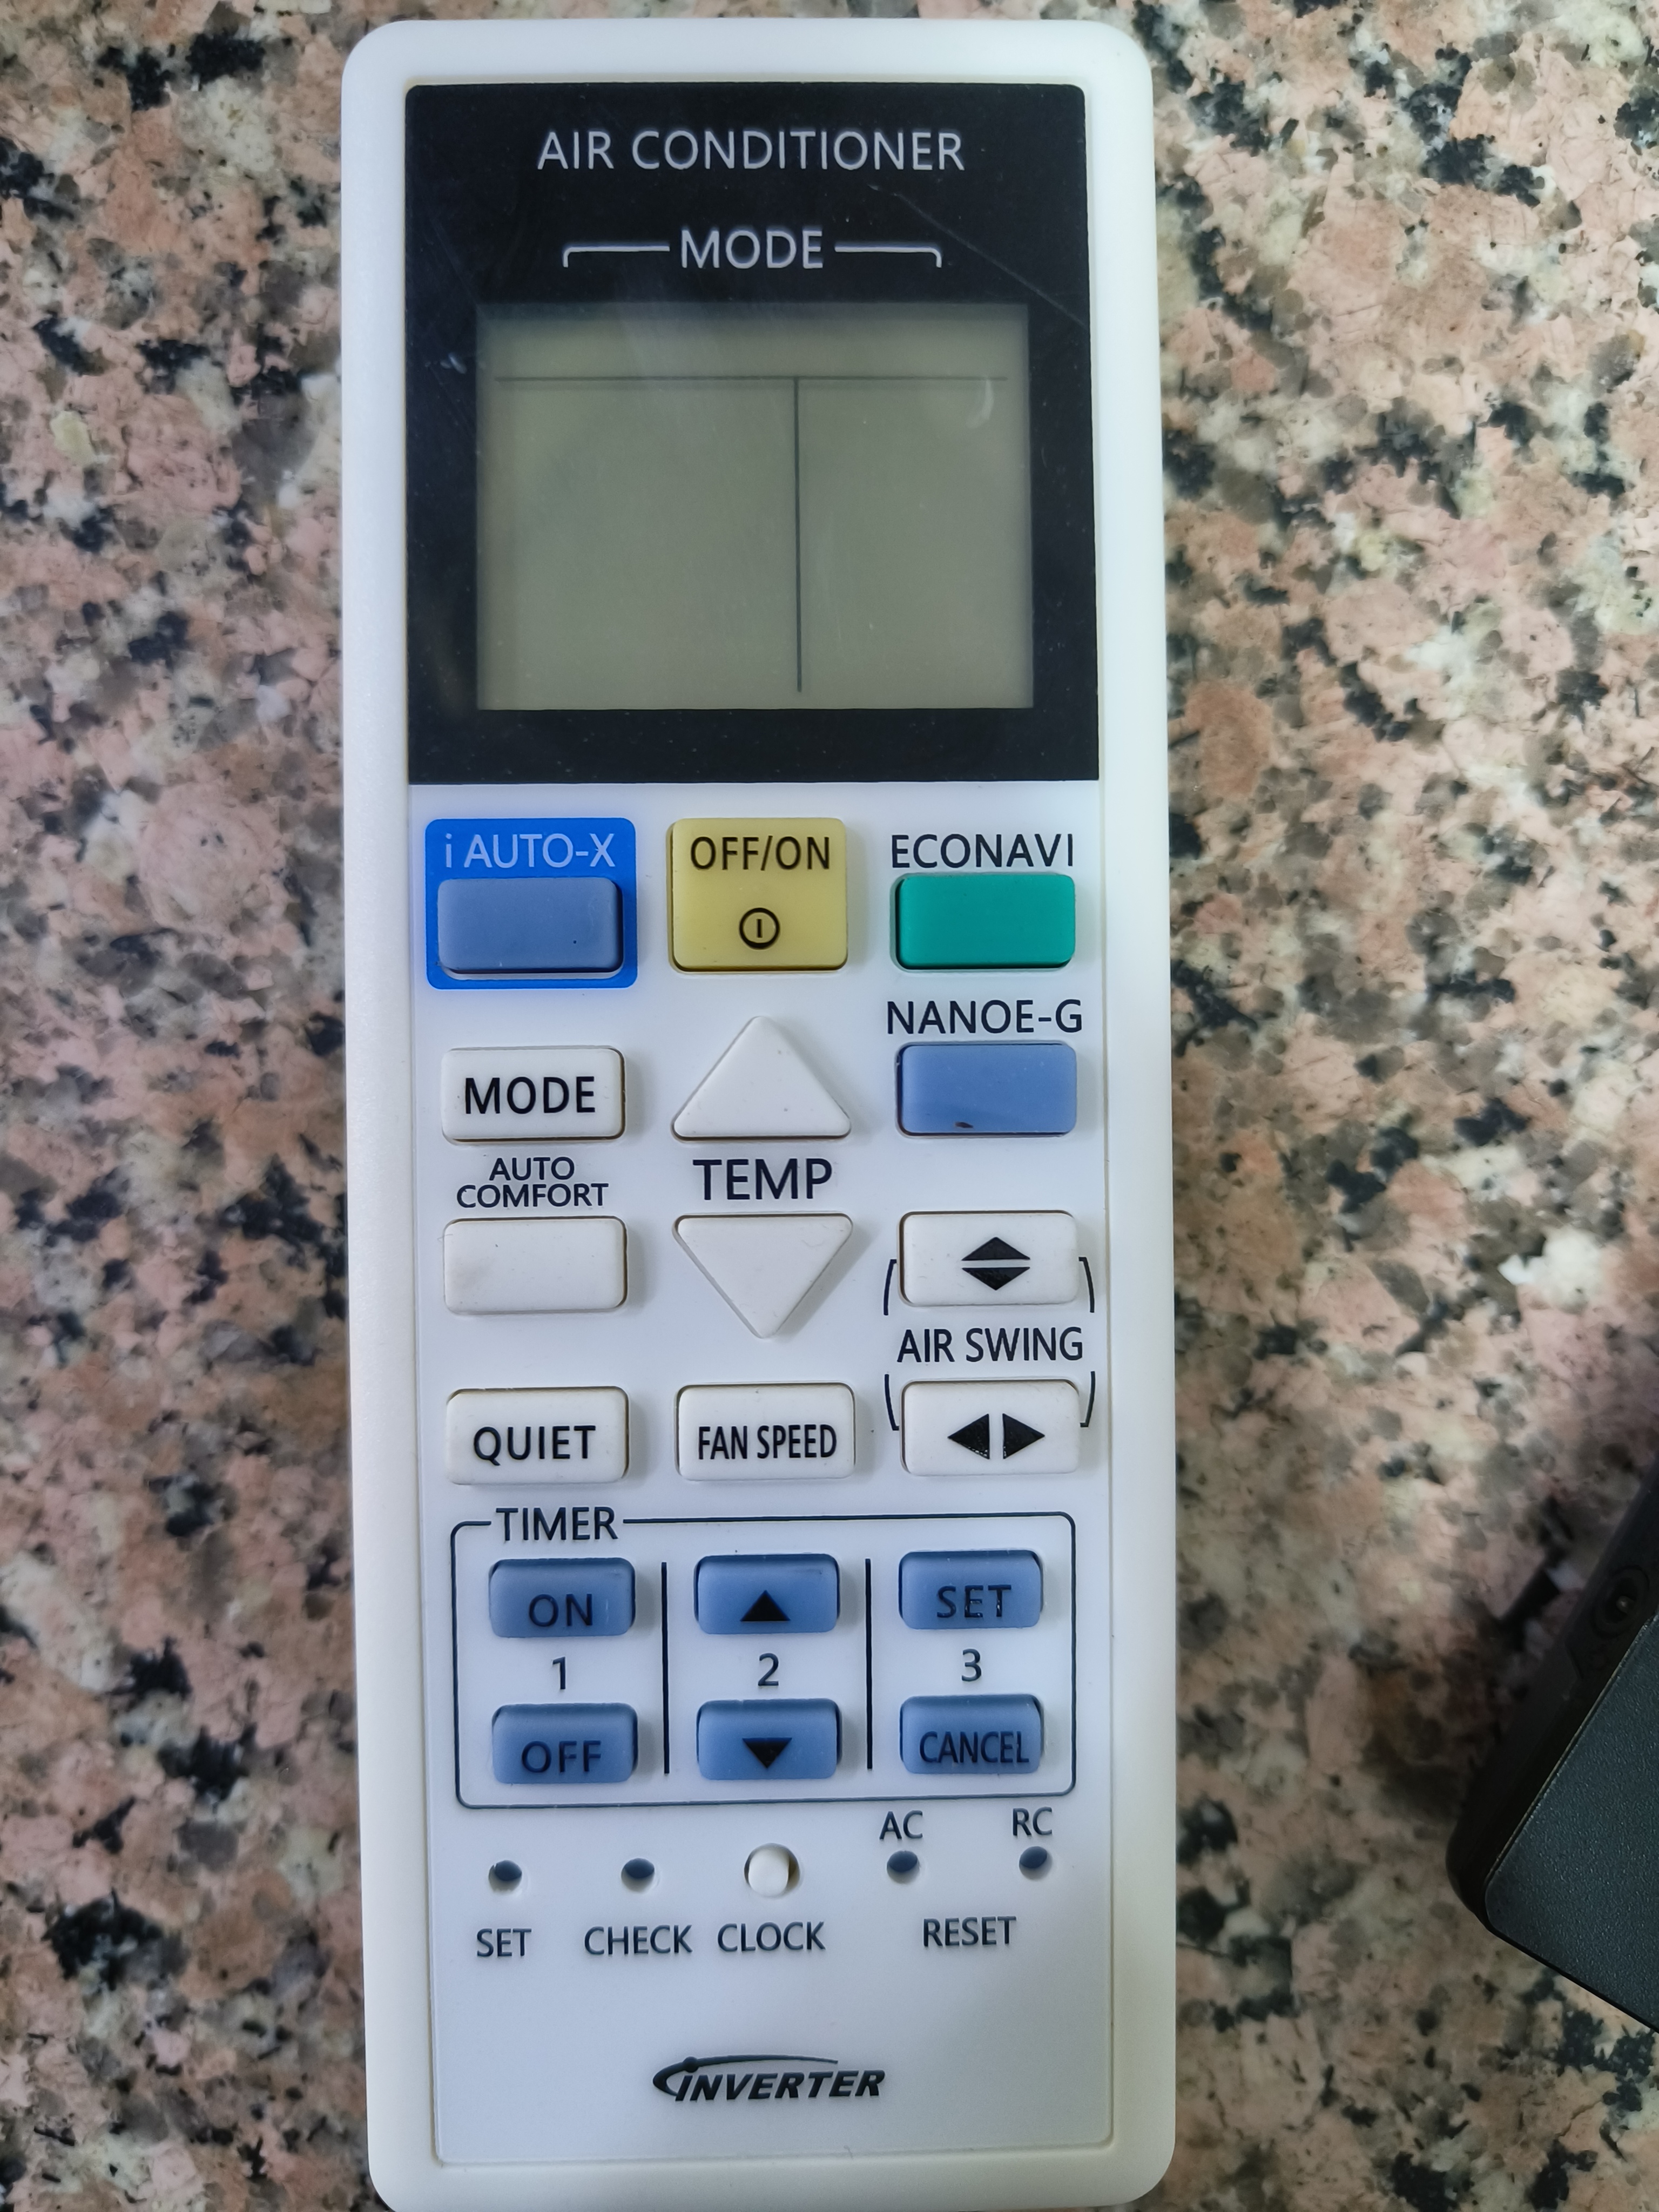 AIR CONDITIONER
MODE
i AUTO-X
OFF/ON
ECONAVI
NANOE-G
MODE
AUTO
COMFORT
TEMP
AIR SWING
QUIET
FAN SPEED
TIMER
ON
SET
1
2
3
OFF
CANCEL
AC
RC
SET
CHECK
CLOCK
RESET
INVERTER